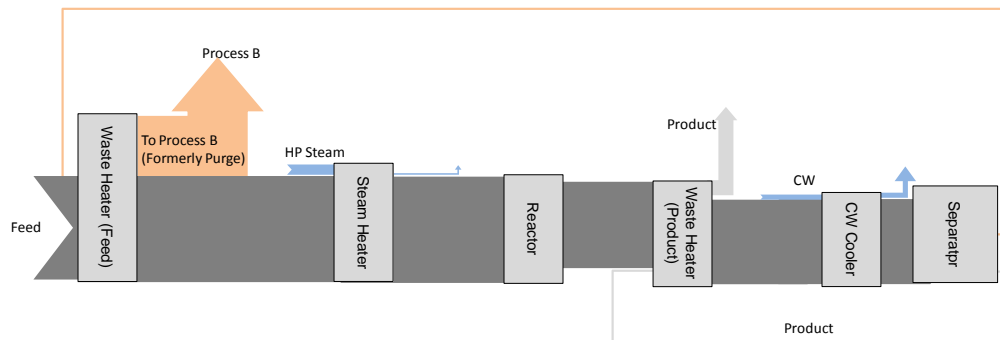 Process B
To Process B
(Formerly Purge)
HP Steam
Product
CW
Feed
Waste Heater (Feed)
Steam Heater
Reactor
Waste Heater
(Product)
CW Cooler
Separatpr
Product